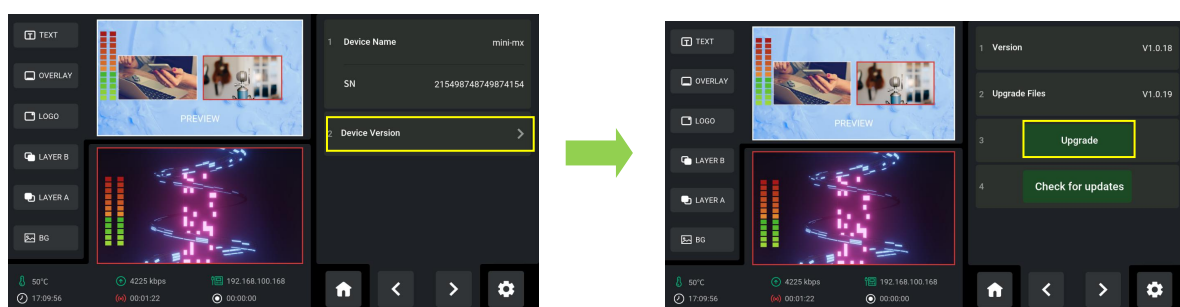 TEXT
OVERLAY
LOGO
LAYER B
LAYER A
BG
PREVIEW
1 Device Name mini-mx
SN 215498748749874154
2 Device Version
50°C 4225 kbps 192.168.100.168
17:09:56 00:01:22 00:00:00
TEXT
OVERLAY
LOGO
LAYER B
LAYER A
BG
PREVIEW
1 Version V1.0.18
2 Upgrade Files V1.0.19
3 Upgrade
4 Check for updates
50°C 4225 kbps 192.168.100.168
17:09:56 00:01:22 00:00:00